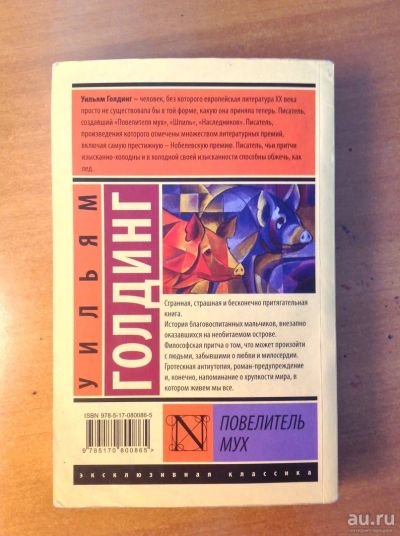 Уильям Голдинг – человек, без которого европейская литература XX века
просто не существовала бы в той форме, какую она приняла теперь. Писатель,
создавший «Повелителя мух», «Шпиль», «Наследников». Писатель,
произведения которого отмечены множеством литературных премий,
включая самую престижную – Нобелевскую премию. Писатель, чьи притчи
изысканно-холодны и в холодной своей изысканности способны обжечь, как
лед.
УИЛЬЯМ
ГОЛДИНГ
Странная, страшная и бесконечно притягательная
книга.
История благовоспитанных мальчиков, внезапно
оказавшихся на необитаемом острове.
Философская притча о том, что может произойти
с людьми, забывшими о любви и милосердии.
Гротескная антиутопия, роман-предупреждение
и, конечно, напоминание о хрупкости мира, в
котором живем мы все.
ISBN 978-5-17-080086-5
9785170800865>
N
ПОВЕЛИТЕЛЬ
МУХ
эксклюзивная классика
au.ru